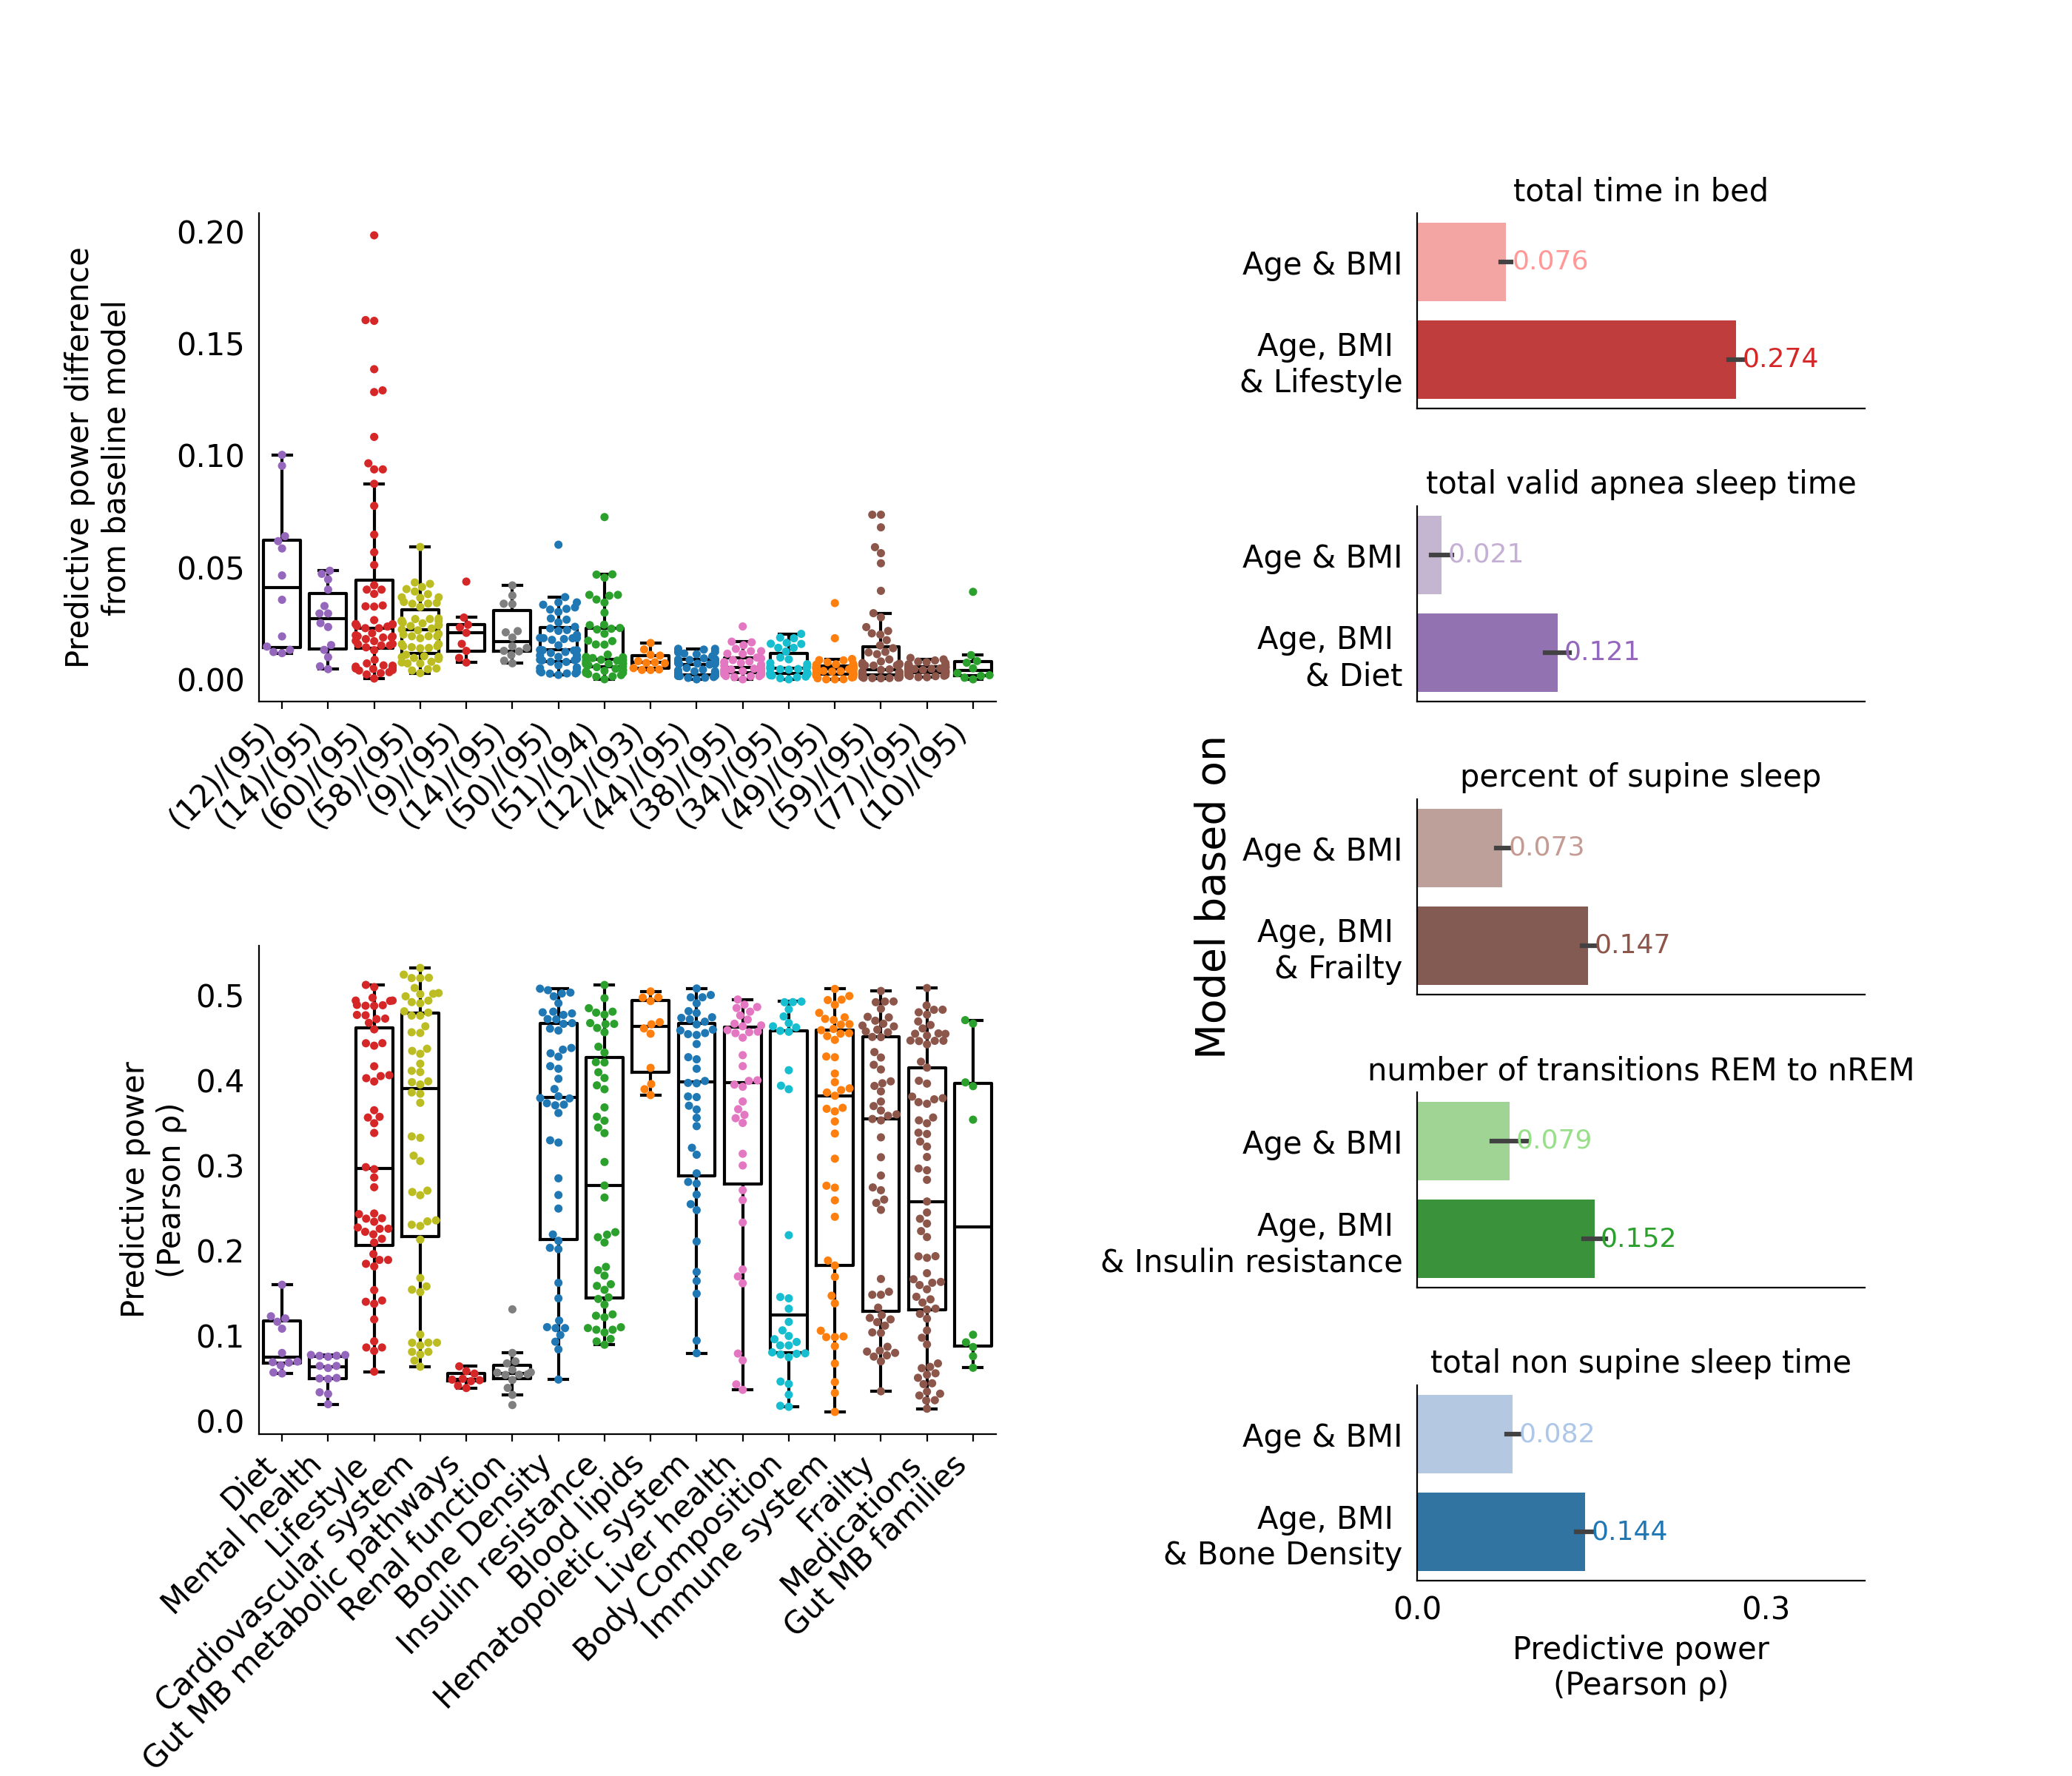 Predictive power difference
from baseline model
0.20
0.15
0.10
0.05
0.00
(12)/(95)
(14)/(95)
(60)/(95)
(58)/(95)
(9)/(95)
(14)/(95)
(50)/(95)
(51)/(94)
(12)/(93)
(44)/(95)
(38)/(95)
(34)/(95)
(49)/(95)
(59)/(95)
(77)/(95)
(10)/(95)
Predictive power
(Pearson ρ)
0.5
0.4
0.3
0.2
0.1
0.0
Diet
Mental health
Lifestyle
Cardiovascular system
Gut MB metabolic pathways
Renal function
Bone Density
Insulin resistance
Blood lipids
Hematopoietic system
Liver health
Body Composition
Immune system
Frailty
Medications
Gut MB families
Model based on
total time in bed
Age & BMI
0.076
Age, BMI
& Lifestyle
0.274
total valid apnea sleep time
Age & BMI
0.021
Age, BMI
& Diet
0.121
percent of supine sleep
Age & BMI
0.073
Age, BMI
& Frailty
0.147
number of transitions REM to nREM
Age & BMI
0.079
Age, BMI
& Insulin resistance
0.152
total non supine sleep time
Age & BMI
0.082
Age, BMI
& Bone Density
0.144
0.0
0.3
Predictive power
(Pearson ρ)